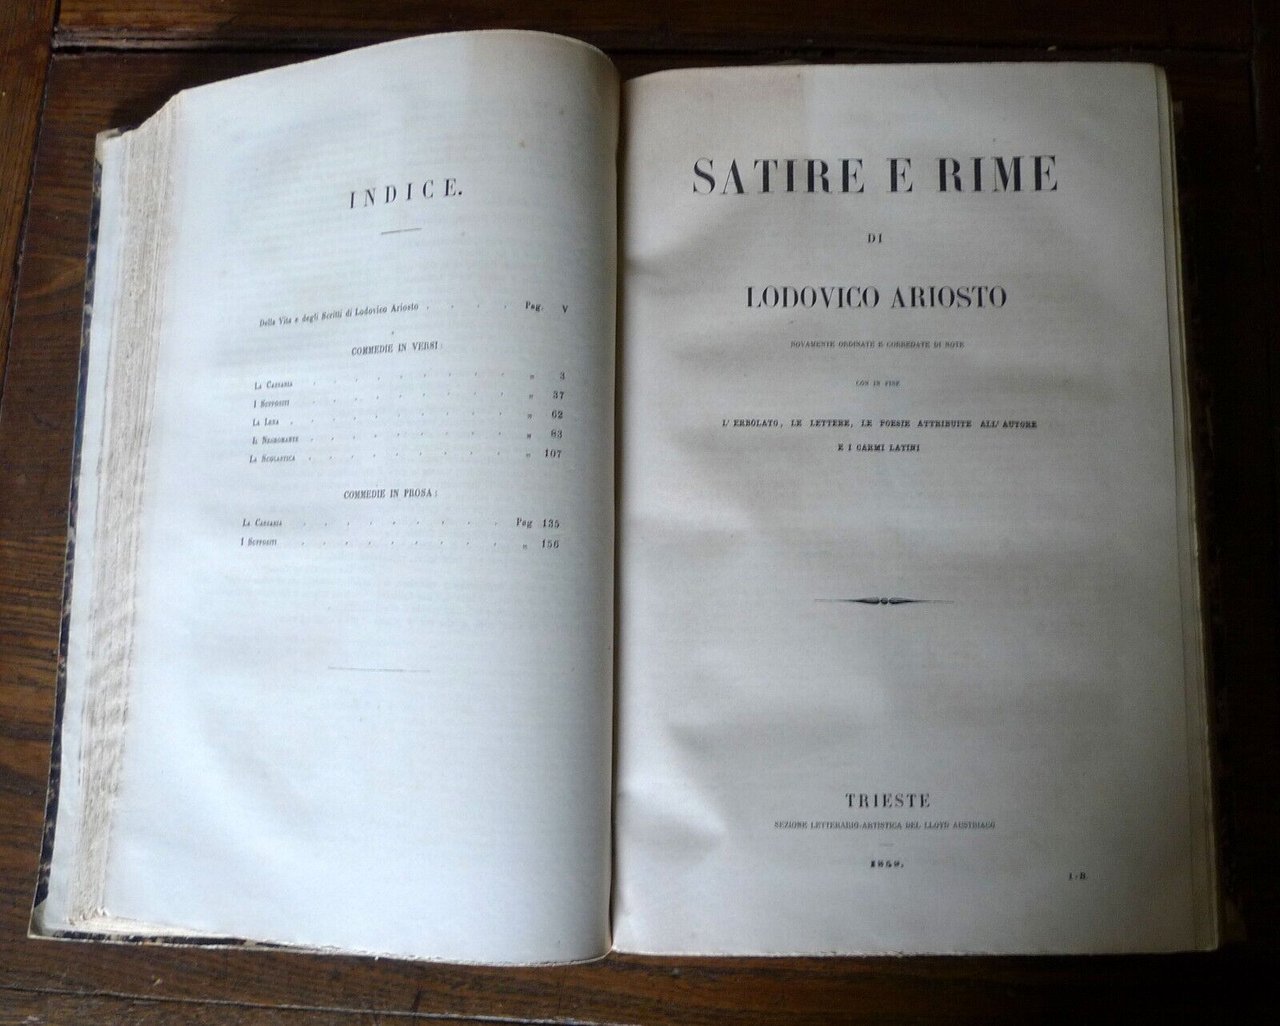 INDICE.
Della Vita e degli Scritti di Lodovico Ariosto . . . . Pag. V
COMMEDIE IN VERSI:
La Cassaria . . . . . . . . . „ 3
I Suppositi . . . . . . . . . „ 37
La Lena . . . . . . . . . . „ 62
Il Negromante . . . . . . . . . „ 83
La Scolastica . . . . . . . . . „ 107
COMMEDIE IN PROSA:
La Cassaria . . . . . . . . . Pag 135
I Suppositi . . . . . . . . . „ 156
SATIRE E RIME
DI
LODOVICO ARIOSTO
NOVAMENTE ORDINATE E CORREDATE DI NOTE
CON IN FINE
L'ERBOLATO, LE LETTERE, LE POESIE ATTRIBUITE ALL'AUTORE
E I CARMI LATINI
TRIESTE
SEZIONE LETTERARIO-ARTISTICA DEL LLOYD AUSTRIACO
1-B.